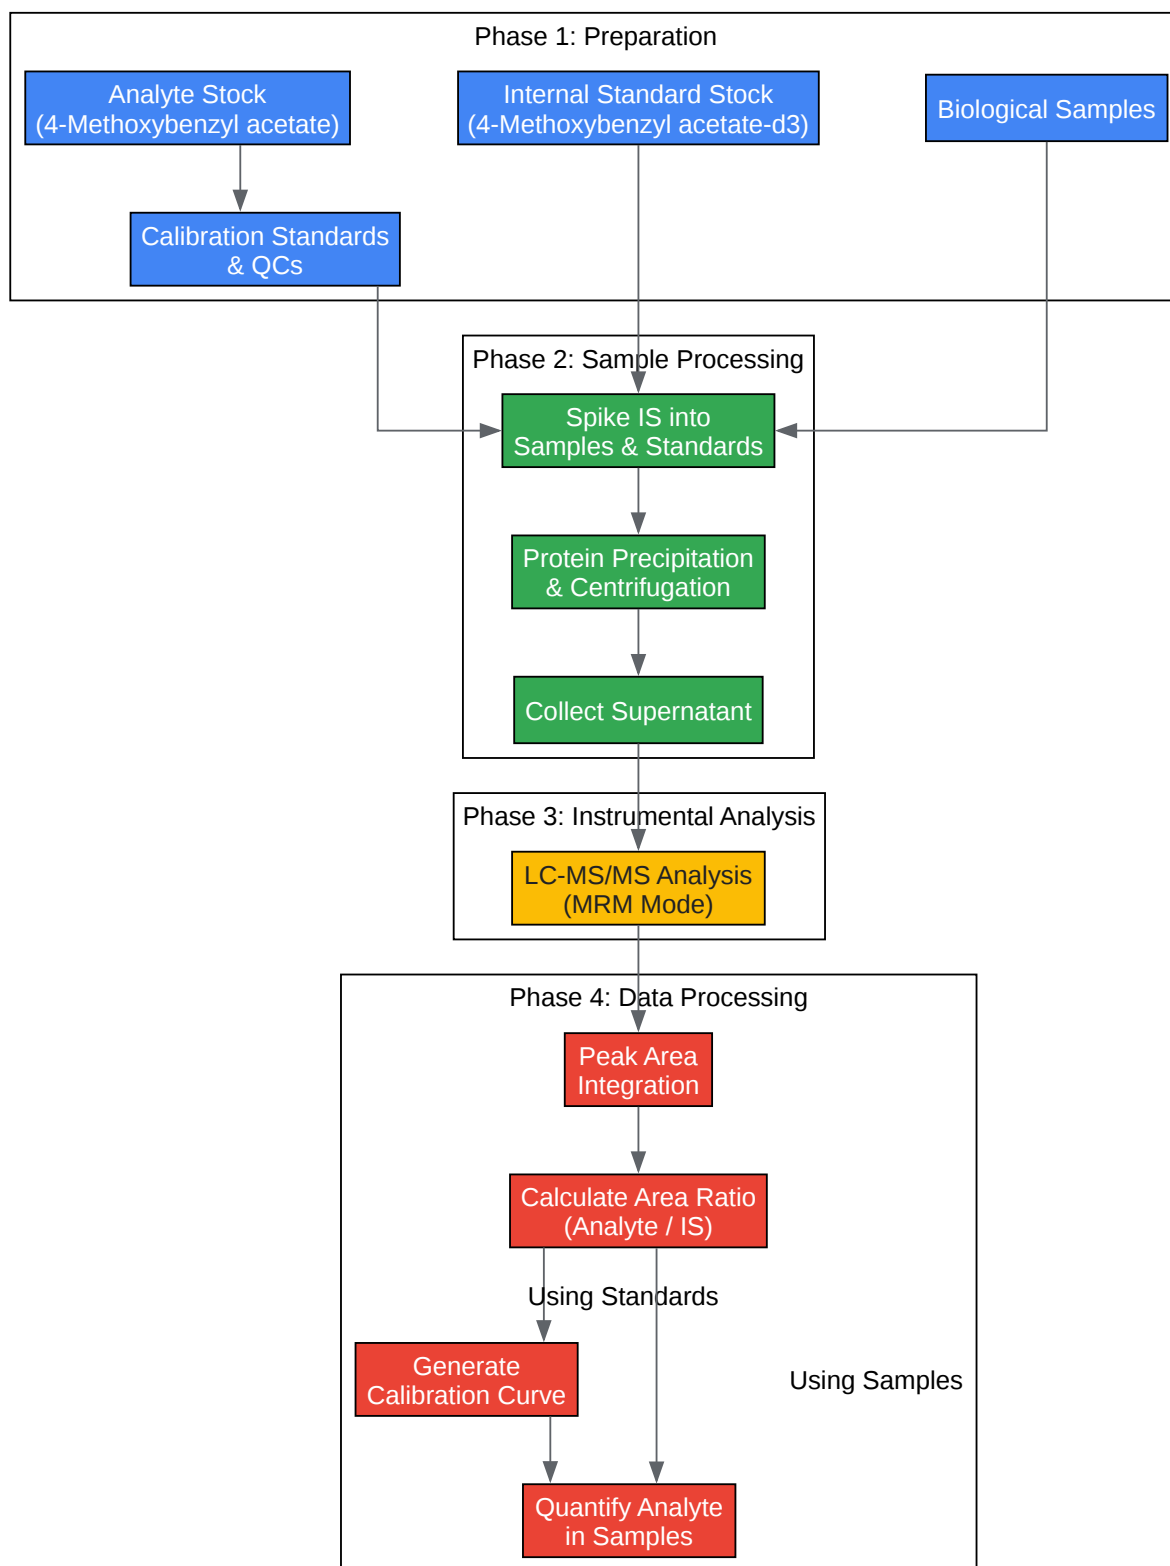 Phase 1: Preparation
Analyte Stock
(4-Methoxybenzyl acetate)
Internal Standard Stock
(4-Methoxybenzyl acetate-d3)
Biological Samples
Calibration Standards
& QCs
Phase 2: Sample Processing
Spike IS into
Samples & Standards
Protein Precipitation
& Centrifugation
Collect Supernatant
Phase 3: Instrumental Analysis
LC-MS/MS Analysis
(MRM Mode)
Phase 4: Data Processing
Peak Area
Integration
Calculate Area Ratio
(Analyte / IS)
Using Standards
Generate
Calibration Curve
Using Samples
Quantify Analyte
in Samples